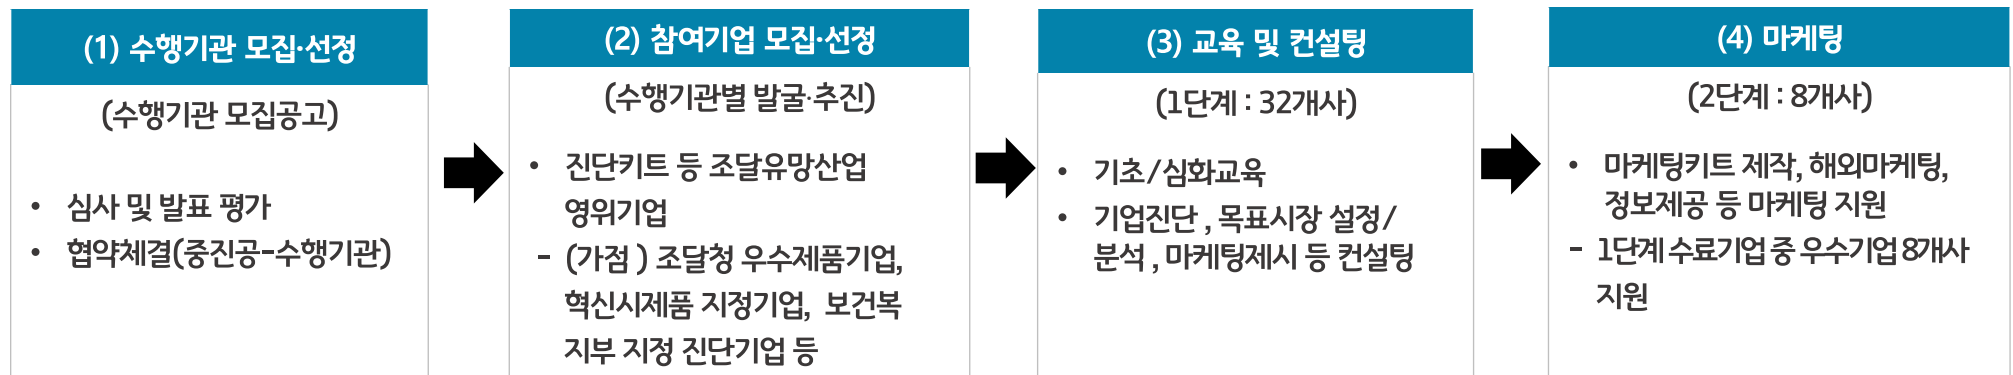 (1) 수행기관 모집·선정
(수행기관 모집공고)
• 심사 및 발표 평가
• 협약체결(중진공-수행기관)
(2) 참여기업 모집·선정
(수행기관별 발굴·추진)
• 진단키트 등 조달유망산업
영위기업
- (가점 ) 조달청 우수제품기업,
혁신시제품 지정기업, 보건복
지부 지정 진단기업 등
(3) 교육 및 컨설팅
(1단계 : 32개사)
• 기초/심화교육
• 기업진단 , 목표시장 설정/
분석 , 마케팅제시 등 컨설팅
(4) 마케팅
(2단계 : 8개사)
• 마케팅키트 제작, 해외마케팅,
정보제공 등 마케팅 지원
- 1단계 수료기업 중 우수기업 8개사
지원